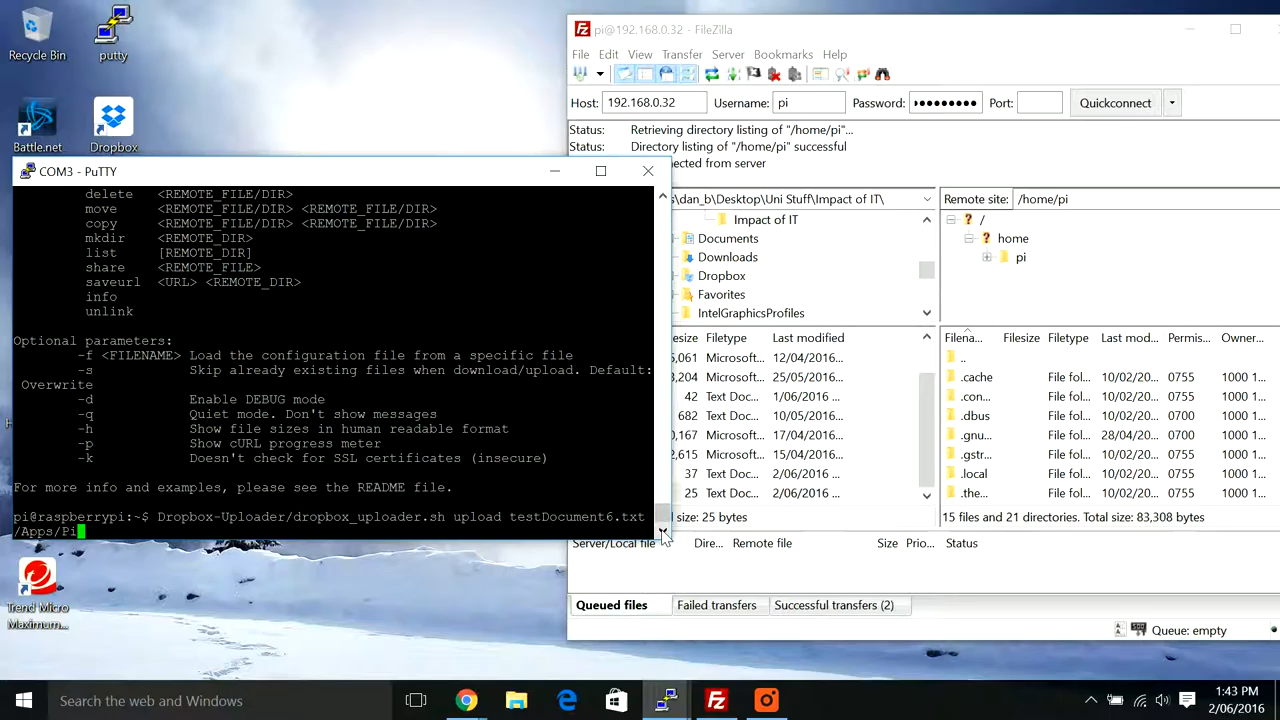 Recycle Bin
putty
Battle.net
Dropbox
Trend Micro
Maximum...
pi@192.168.0.32 - FileZilla
File Edit View Transfer Server Bookmarks Help
Host: 192.168.0.32 Username: pi Password: ●●●●●●●●● Port: Quickconnect
Status: Retrieving directory listing of "/home/pi"...
Status: Directory listing of "/home/pi" successful
nected from server
COM3 - PuTTY
delete <REMOTE_FILE/DIR>
move <REMOTE_FILE/DIR> <REMOTE_FILE/DIR>
copy <REMOTE_FILE/DIR> <REMOTE_FILE/DIR>
mkdir <REMOTE_DIR>
list [REMOTE_DIR]
share <REMOTE_FILE>
saveurl <URL> <REMOTE_DIR>
info
unlink
Optional parameters:
-f <FILENAME> Load the configuration file from a specific file
-s Skip already existing files when download/upload. Default:
Overwrite
-d Enable DEBUG mode
-q Quiet mode. Don't show messages
-h Show file sizes in human readable format
-p Show cURL progress meter
-k Doesn't check for SSL certificates (insecure)
For more info and examples, please see the README file.
pi@raspberrypi:~$ Dropbox-Uploader/dropbox_uploader.sh upload testDocument6.txt
/Apps/Pi
s\dan_b\Desktop\Uni Stuff\Impact of IT\
Impact of IT
Documents
Downloads
Dropbox
Favorites
IntelGraphicsProfiles
Remote site: /home/pi
/
home
pi
Filetype Last modified
5,061 Microsoft... 12/04/2016...
3,204 Microsoft... 25/05/2016...
42 Text Doc... 1/06/2016 ...
682 Text Doc... 10/05/2016...
0,167 Microsoft... 17/04/2016...
2,615 Microsoft... 15/04/2016...
37 Text Doc... 2/06/2016 ...
25 Text Doc... 2/06/2016 ...
al size: 25 bytes
Filena... Filesize Filetype Last mod... Permis... Owner...
..
.cache File fol... 10/02/20... 0755 1000 1...
.con... File fol... 10/02/20... 0755 1000 1...
.dbus File fol... 10/02/20... 0700 1000 1...
.gnu... File fol... 28/04/20... 0700 1000 1...
.gstr... File fol... 10/02/20... 0755 1000 1...
.local File fol... 10/02/20... 0755 1000 1...
.the... File fol... 10/02/20... 0755 1000 1...
15 files and 21 directories. Total size: 83,308 bytes
Server/Local file Dire... Remote file Size Prio... Status
Queued files Failed transfers Successful transfers (2)
Queue: empty
Search the web and Windows
1:43 PM
2/06/2016